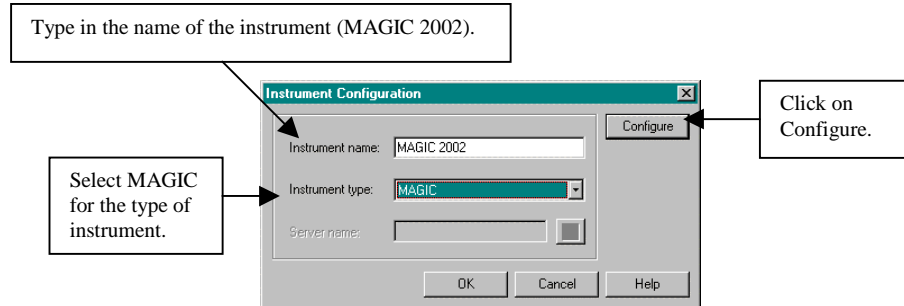 Type in the name of the instrument (MAGIC 2002).
Instrument Configuration
Click on
Configure.
Configure
Instrument name: MAGIC 2002
Select MAGIC
for the type of
instrument.
Instrument type: MAGIC
Server name:
OK Cancel Help